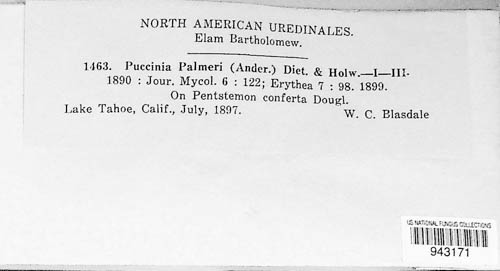 NORTH AMERICAN UREDINALES.
Elam Bartholomew.
1463. Puccinia Palmeri (Ander.) Diet. & Holw.—I—III.
1890 : Jour. Mycol. 6 : 122; Erythea 7 : 98. 1899.
On Pentstemon conferta Dougl.
Lake Tahoe, Calif., July, 1897. W. C. Blasdale
US NATIONAL FUNGUS COLLECTIONS
943171